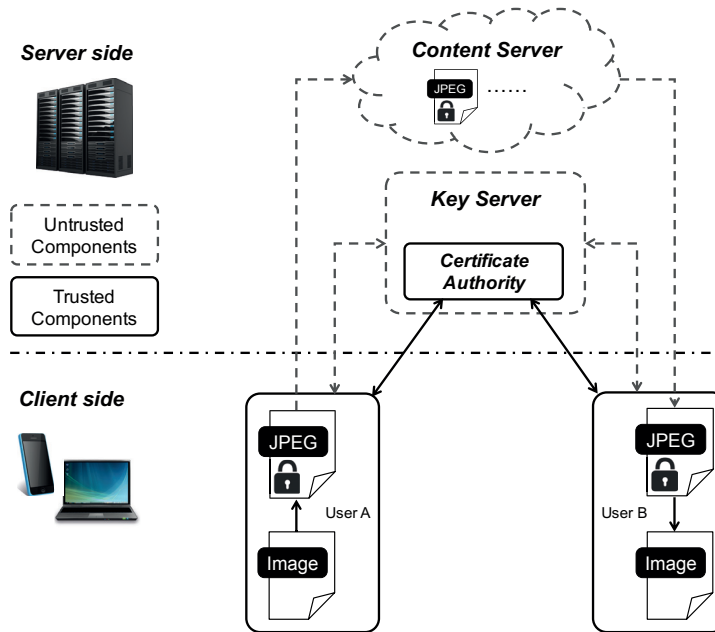 Server side
Content Server
JPEG
......
Untrusted
Components
Key Server
Certificate
Authority
Trusted
Components
Client side
JPEG
JPEG
User A
User B
Image
Image